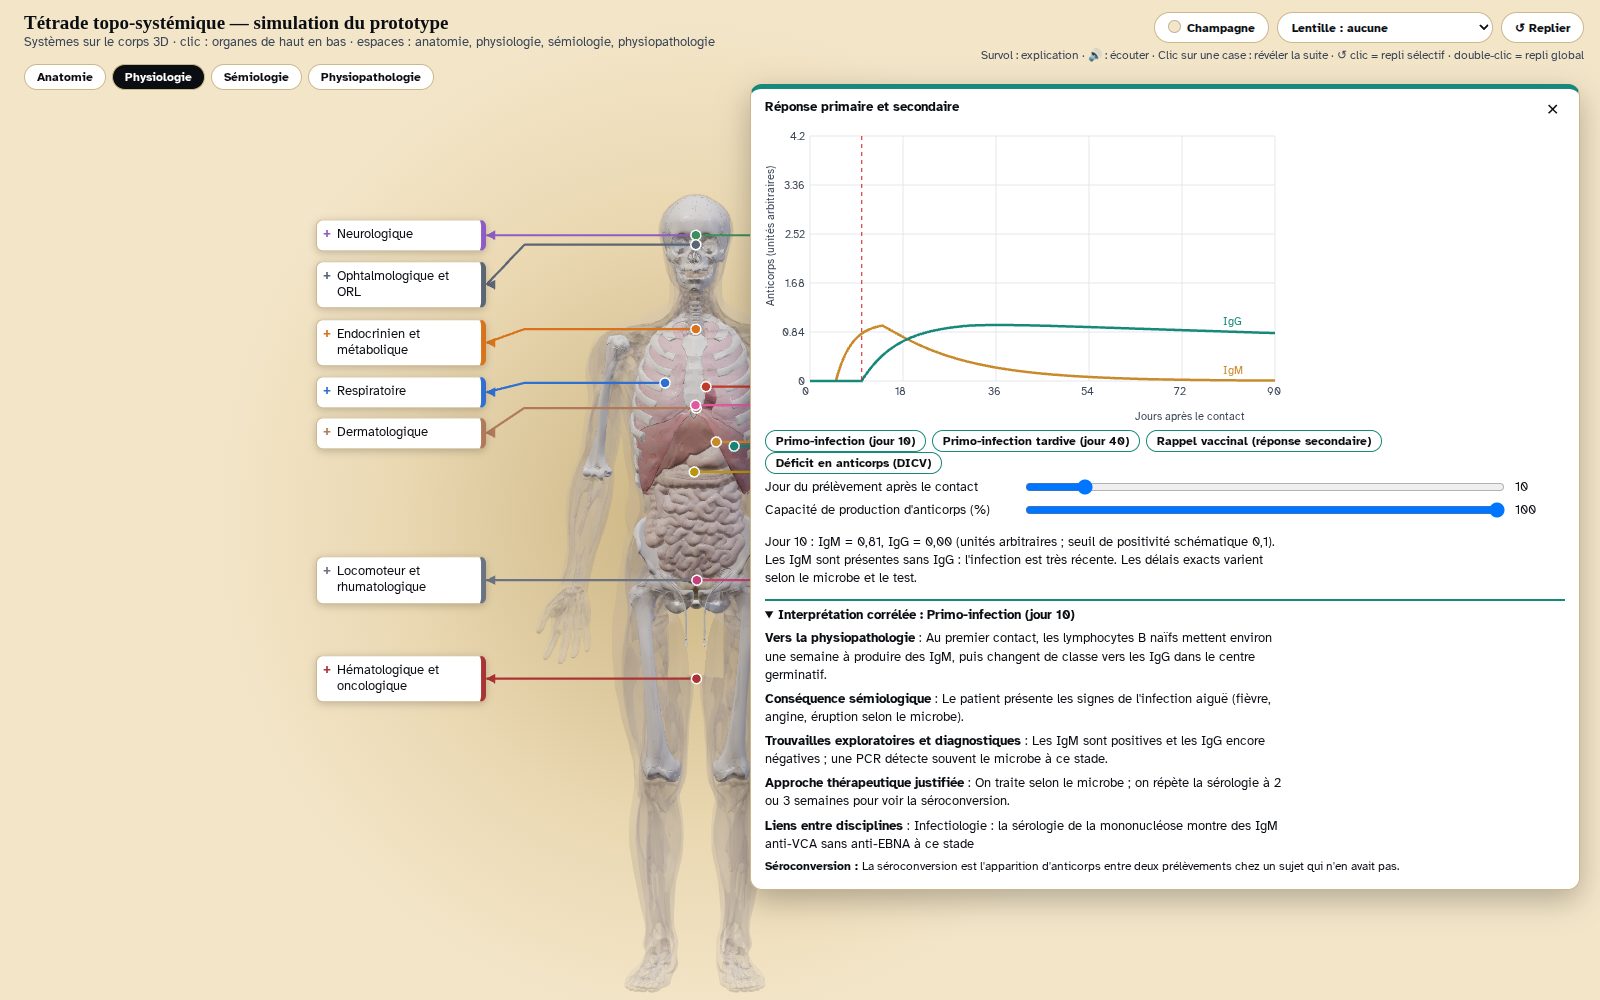 Tétrade topo-systémique — simulation du prototype
Systèmes sur le corps 3D · clic : organes de haut en bas · espaces : anatomie, physiologie, sémiologie, physiopathologie
Champagne
Lentille : aucune
↺ Replier
Survol : explication · 🔊 : écouter · Clic sur une case : révéler la suite · ↺ clic = repli sélectif · double-clic = repli global
Anatomie
Physiologie
Sémiologie
Physiopathologie
+ Neurologique
+ Ophtalmologique et
ORL
+ Endocrinien et
métabolique
+ Respiratoire
+ Dermatologique
+ Locomoteur et
rhumatologique
+ Hématologique et
oncologique
Réponse primaire et secondaire
✕
Anticorps (unités arbitraires)
4.2
3.36
2.52
1.68
0.84
0
IgG
IgM
0
18
36
54
72
90
Jours après le contact
Primo-infection (jour 10)
Primo-infection tardive (jour 40)
Rappel vaccinal (réponse secondaire)
Déficit en anticorps (DICV)
Jour du prélèvement après le contact 10
Capacité de production d'anticorps (%) 100
Jour 10 : IgM = 0,81, IgG = 0,00 (unités arbitraires ; seuil de positivité schématique 0,1).
Les IgM sont présentes sans IgG : l'infection est très récente. Les délais exacts varient
selon le microbe et le test.
▼ Interprétation corrélée : Primo-infection (jour 10)
Vers la physiopathologie : Au premier contact, les lymphocytes B naïfs mettent environ
une semaine à produire des IgM, puis changent de classe vers les IgG dans le centre
germinatif.
Conséquence sémiologique : Le patient présente les signes de l'infection aiguë (fièvre,
angine, éruption selon le microbe).
Trouvailles exploratoires et diagnostiques : Les IgM sont positives et les IgG encore
négatives ; une PCR détecte souvent le microbe à ce stade.
Approche thérapeutique justifiée : On traite selon le microbe ; on répète la sérologie à 2
ou 3 semaines pour voir la séroconversion.
Liens entre disciplines : Infectiologie : la sérologie de la mononucléose montre des IgM
anti-VCA sans anti-EBNA à ce stade
Séroconversion : La séroconversion est l'apparition d'anticorps entre deux prélèvements chez un sujet qui n'en avait pas.